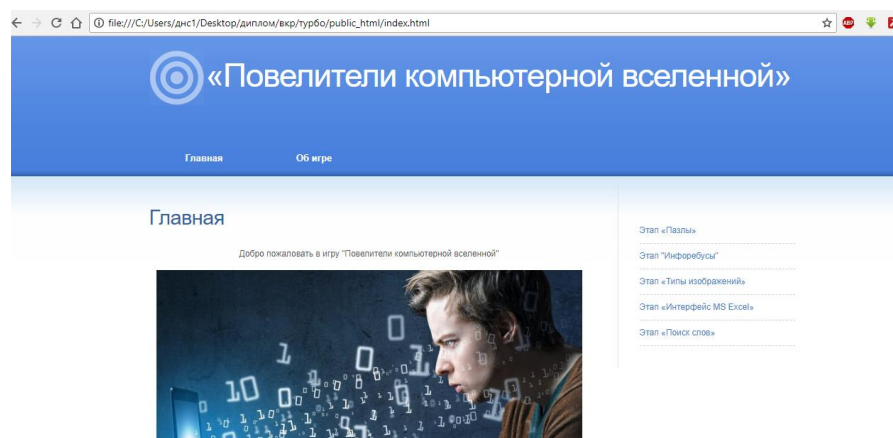 file:///C:/Users/днс1/Desktop/диплом/вкр/турбо/public_html/index.html
ABP
«Повелители компьютерной вселенной»
Главная
Об игре
Главная
Добро пожаловать в игру "Повелители компьютерной вселенной"
Этап «Пазлы»
Этап "Инфоребусы"
Этап «Типы изображений»
Этап «Интерфейс MS Excel»
Этап «Поиск слов»